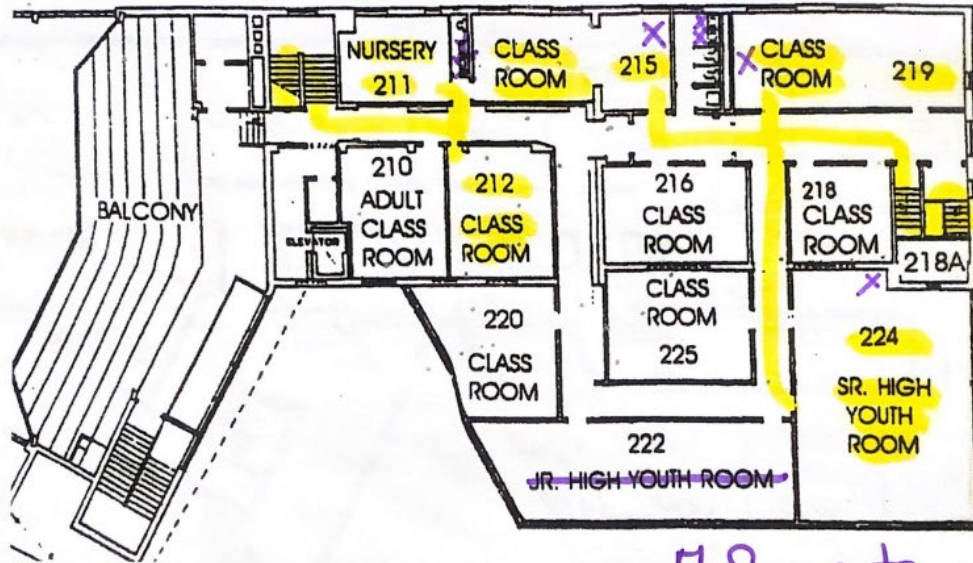 NURSERY
211
CLASS
ROOM
215
CLASS
ROOM
219
BALCONY
ELEVATOR
210
ADULT
CLASS
ROOM
212
CLASS
ROOM
216
CLASS
ROOM
218
CLASS
ROOM
218A
220
CLASS
ROOM
CLASS
ROOM
225
224
SR. HIGH
YOUTH
ROOM
222
JR. HIGH YOUTH ROOM